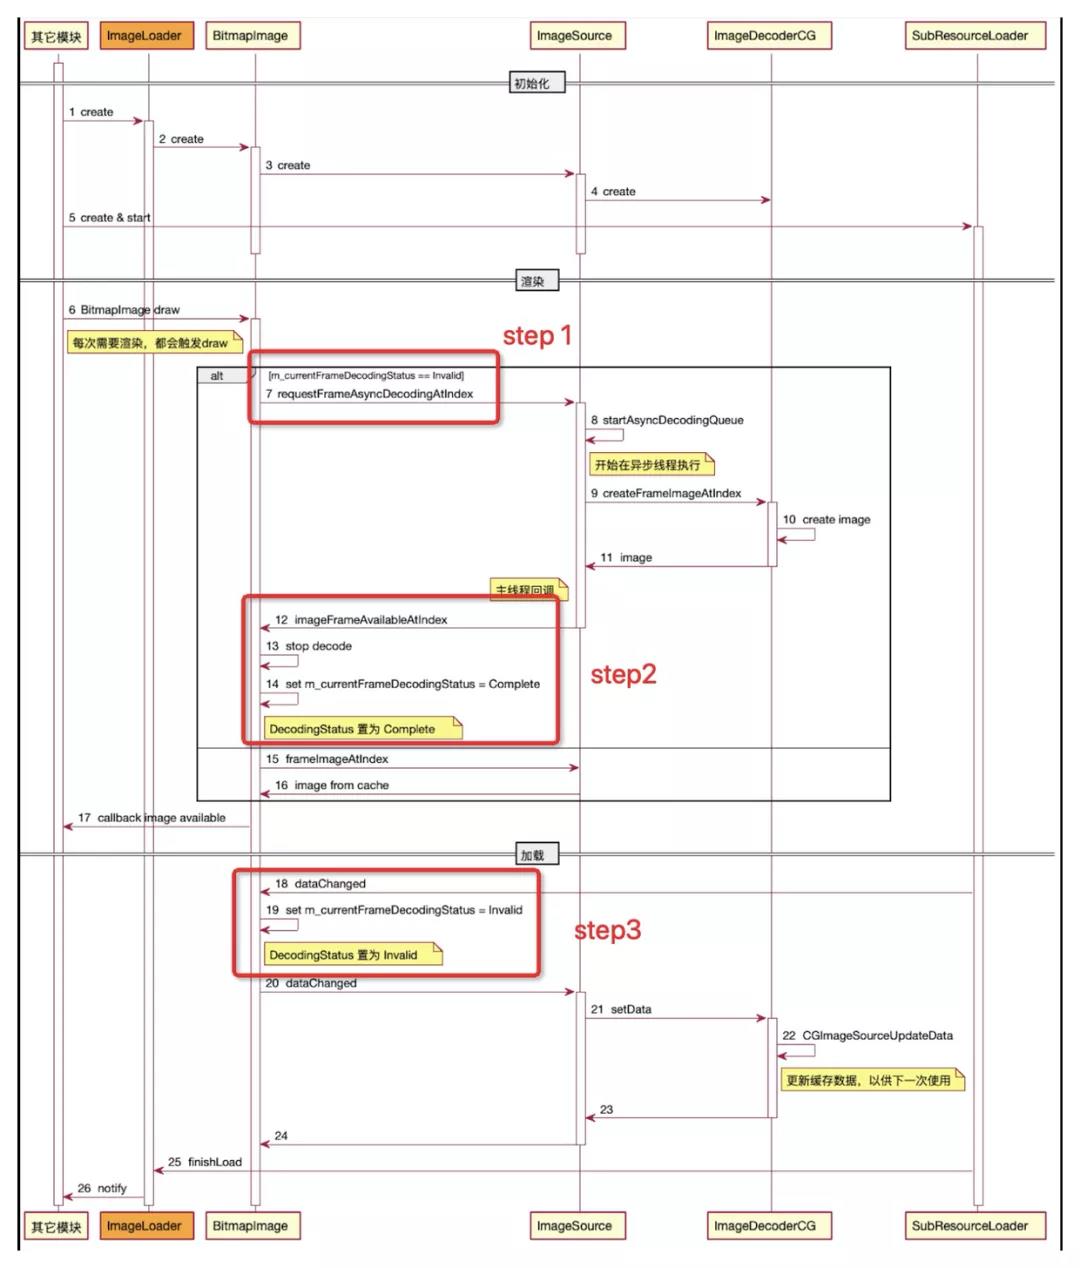 其它模块
ImageLoader
BitmapImage
ImageSource
ImageDecoderCG
SubResourceLoader
初始化
1 create
2 create
3 create
4 create
5 create & start
渲染
6 BitmapImage draw
每次需要渲染，都会触发draw
step 1
alt
[m_currentFrameDecodingStatus == Invalid]
7 requestFrameAsyncDecodingAtIndex
8 startAsyncDecodingQueue
开始在异步线程执行
9 createFrameImageAtIndex
10 create image
11 image
主线程回调
12 imageFrameAvailableAtIndex
13 stop decode
step2
14 set m_currentFrameDecodingStatus = Complete
DecodingStatus 置为 Complete
15 frameImageAtIndex
16 image from cache
17 callback image available
加载
18 dataChanged
19 set m_currentFrameDecodingStatus = Invalid
step3
DecodingStatus 置为 Invalid
20 dataChanged
21 setData
22 CGImageSourceUpdateData
更新缓存数据，以供下一次使用
23
24
25 finishLoad
26 notify
其它模块
ImageLoader
BitmapImage
ImageSource
ImageDecoderCG
SubResourceLoader